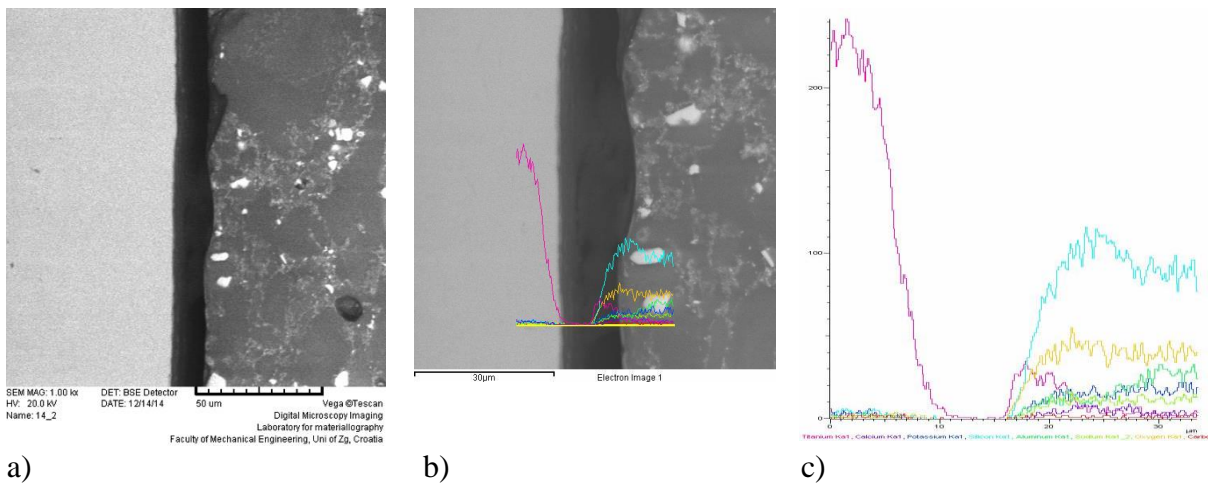 SEM MAG: 1.00 kx DET: BSE Detector
HV: 20.0 kV DATE: 12/14/14 50 um Vega ©Tescan
Name: 14_2 Digital Microscopy Imaging
Laboratory for materiallography
Faculty of Mechanical Engineering, Uni of Zg, Croatia
30µm Electron Image 1
200
100
0
0 10 20 30
µm
Titanium Ka1, Calcium Ka1, Potassium Ka1, Silicon Ka1, Aluminum Ka1, Sodium Ka1_2, Oxygen Ka1, Carbo
a) b) c)